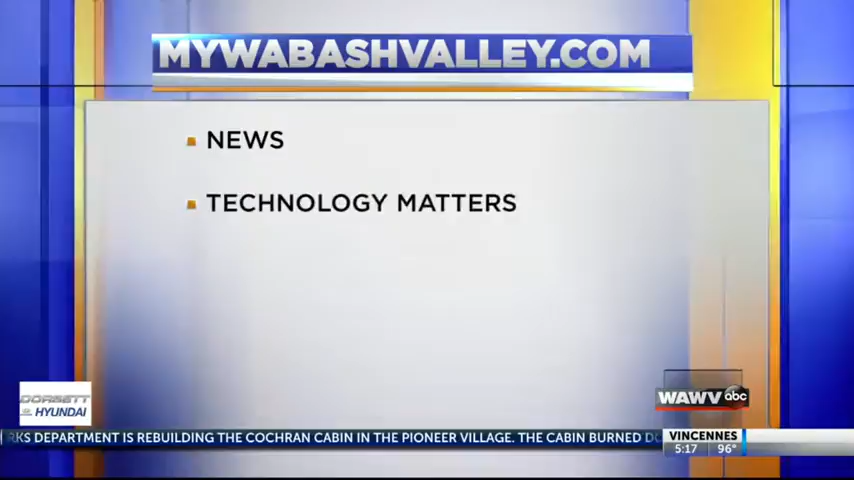 MYWABASHVALLEY.COM
NEWS
TECHNOLOGY MATTERS
DORSETT
HYUNDAI
WAWV abc
RKS DEPARTMENT IS REBUILDING THE COCHRAN CABIN IN THE PIONEER VILLAGE. THE CABIN BURNED
VINCENNES
5:17 96°